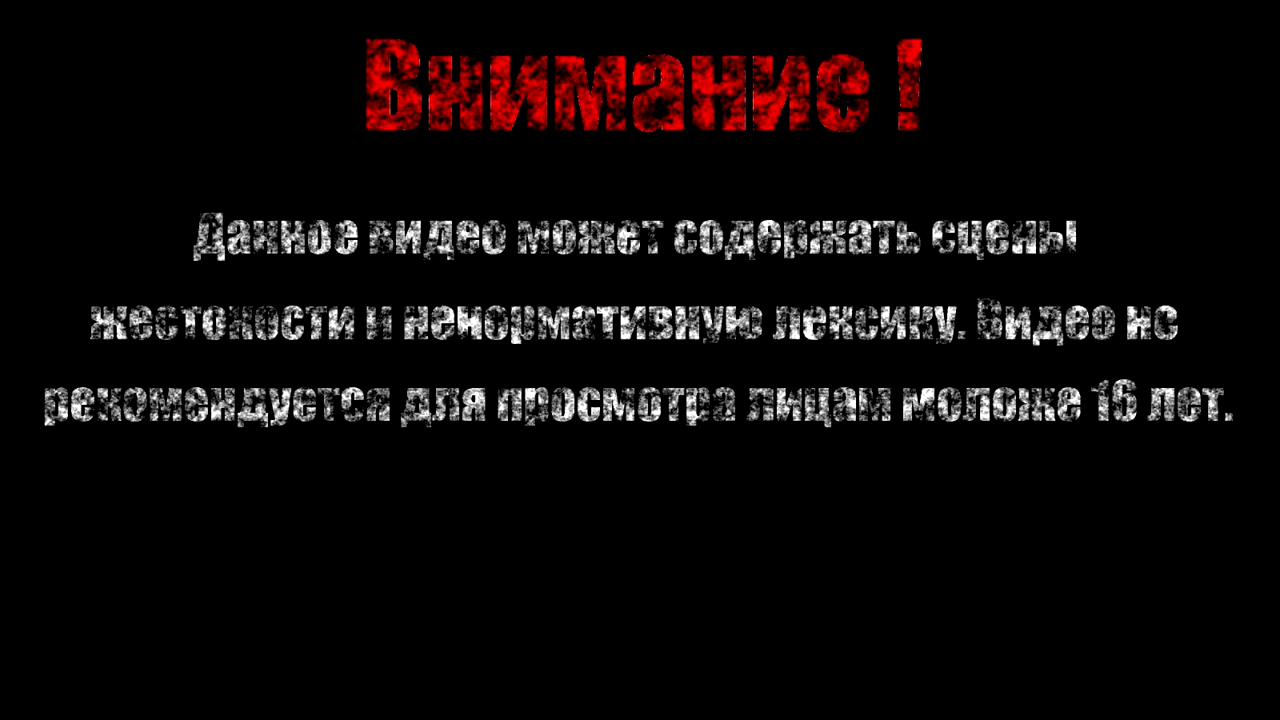 Внимание !
Данное видео может содержать сцены
жестокости и ненормативную лексику. Видео не
рекомендуется для просмотра лицам моложе 16 лет.